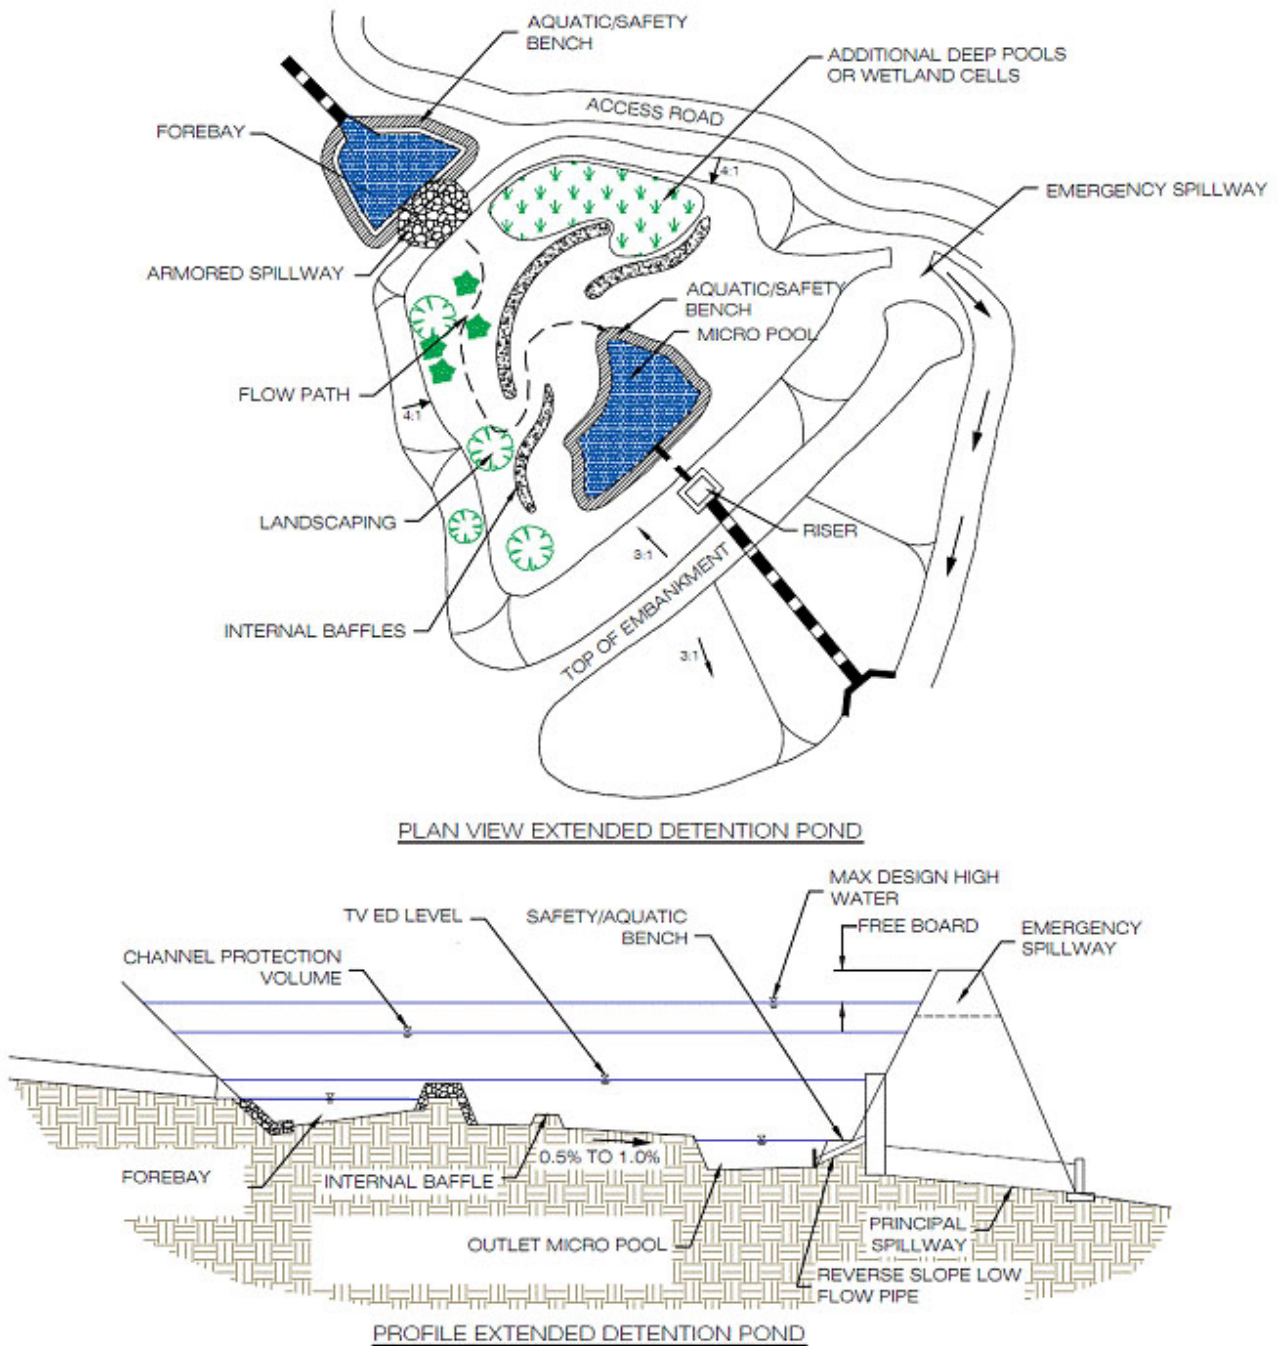 AQUATIC/SAFETY
BENCH
ADDITIONAL DEEP POOLS
OR WETLAND CELLS
ACCESS ROAD
FOREBAY
4:1
EMERGENCY SPILLWAY
ARMORED SPILLWAY
AQUATIC/SAFETY
BENCH
MICRO POOL
FLOW PATH
4:1
LANDSCAPING
RISER
3:1
INTERNAL BAFFLES
TOP OF EMBANKMENT
3:1
PLAN VIEW EXTENDED DETENTION POND
MAX DESIGN HIGH
WATER
TV ED LEVEL
SAFETY/AQUATIC
BENCH
FREE BOARD
EMERGENCY
SPILLWAY
CHANNEL PROTECTION
VOLUME
0.5% TO 1.0%
FOREBAY
INTERNAL BAFFLE
OUTLET MICRO POOL
PRINCIPAL
SPILLWAY
REVERSE SLOPE LOW
FLOW PIPE
PROFILE EXTENDED DETENTION POND